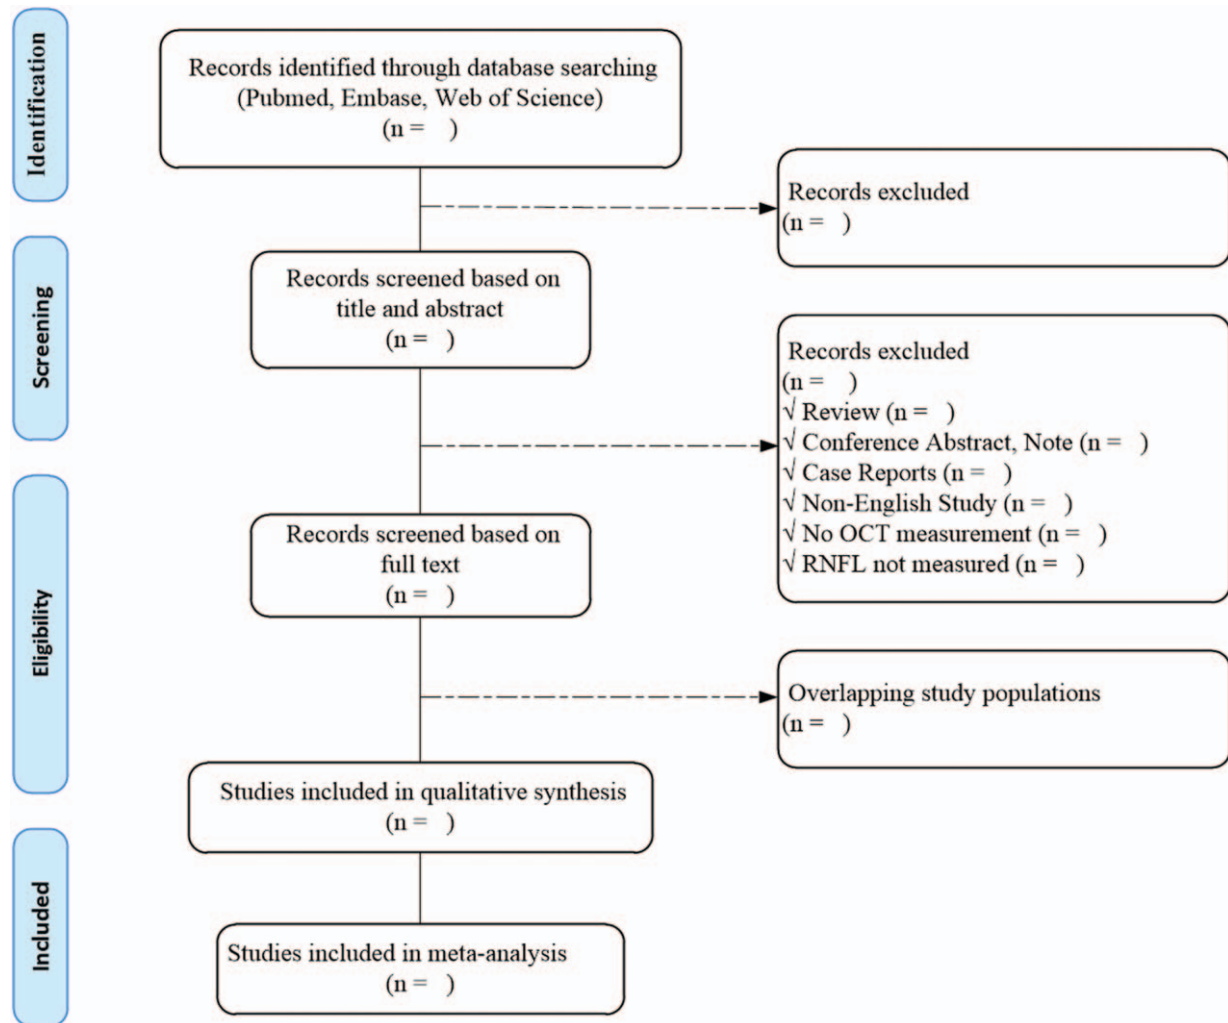 Identification
Records identified through database searching
(Pubmed, Embase, Web of Science)
(n =   )
Records excluded
(n =   )
Screening
Records screened based on
title and abstract
(n =   )
Records excluded
(n =   )
√ Review (n =   )
√ Conference Abstract, Note (n =   )
√ Case Reports (n =   )
√ Non-English Study (n =   )
√ No OCT measurement (n =   )
√ RNFL not measured (n =   )
Eligibility
Records screened based on
full text
(n =   )
Overlapping study populations
(n =   )
Studies included in qualitative synthesis
(n =   )
Included
Studies included in meta-analysis
(n =   )